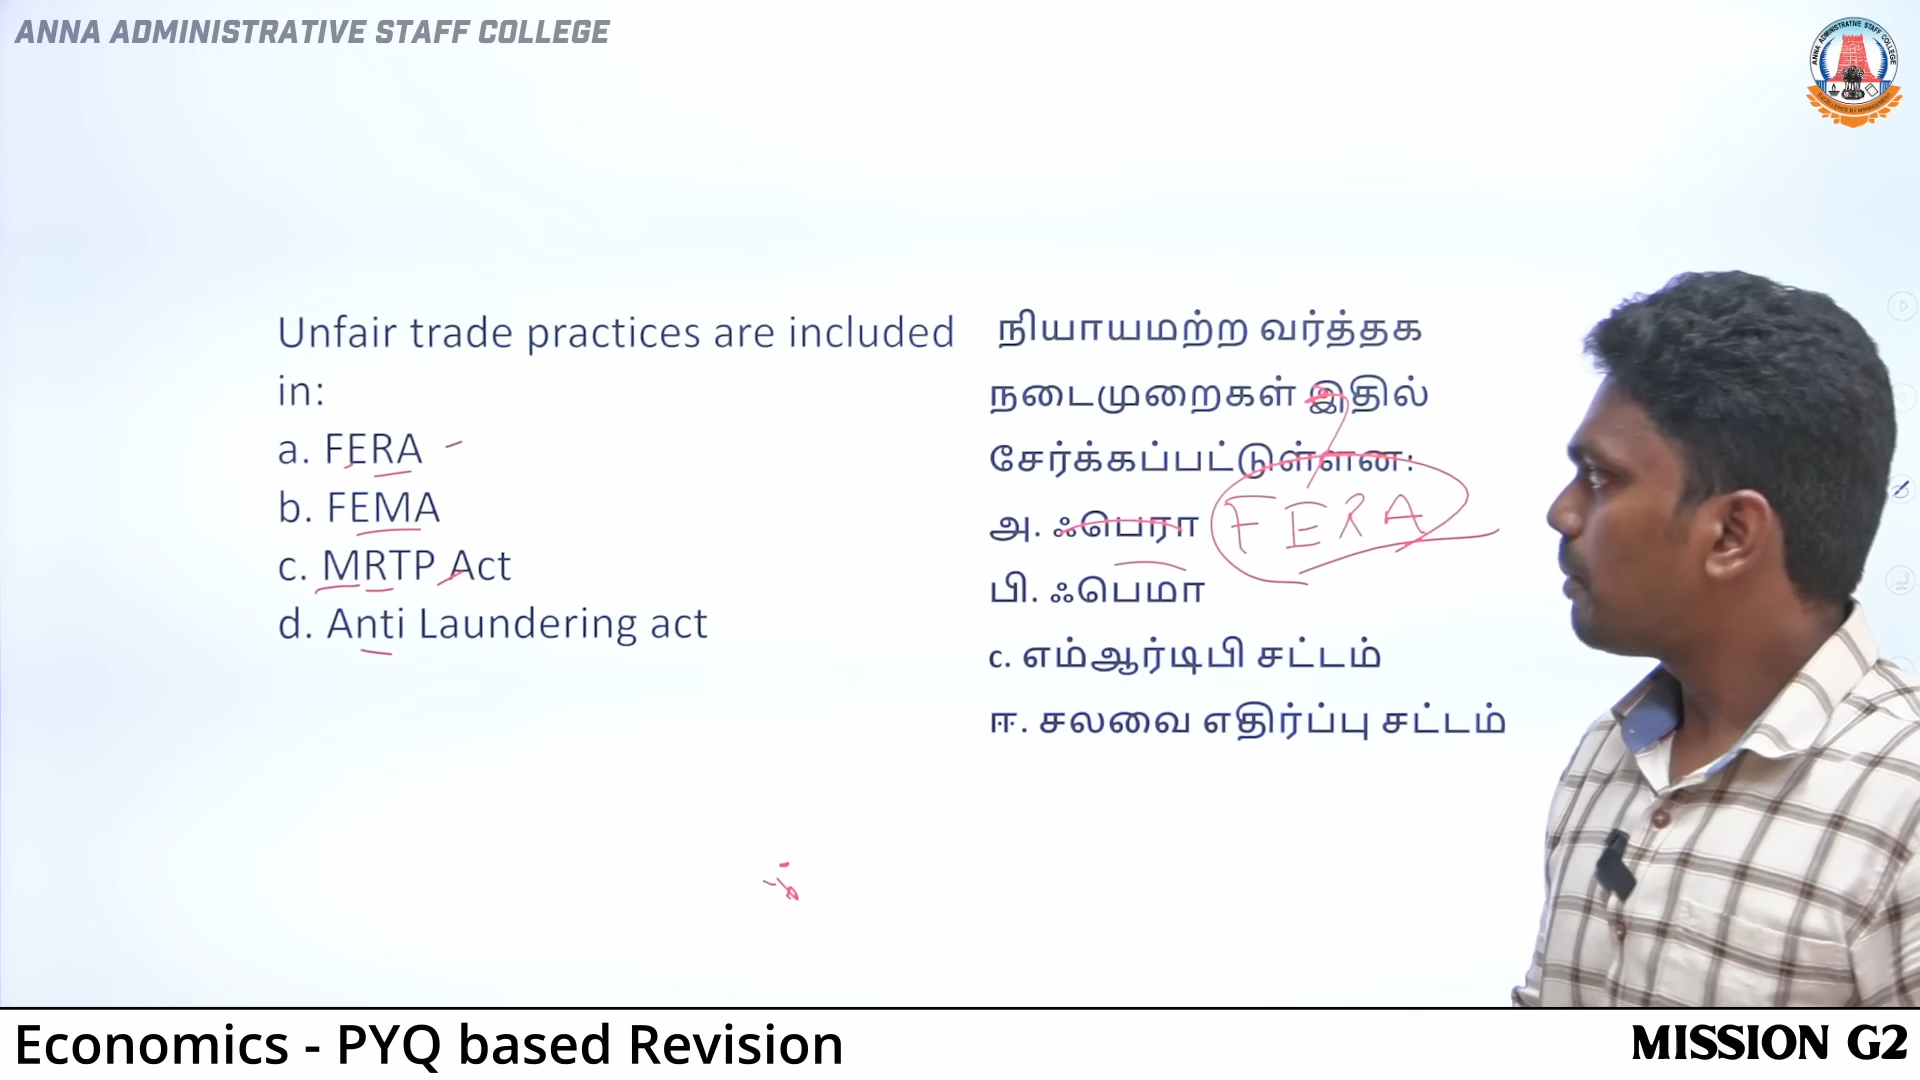 ANNA ADMINISTRATIVE STAFF COLLEGE
Unfair trade practices are included
in:
a. FERA
b. FEMA
c. MRTP Act
d. Anti Laundering act
நியாயமற்ற வர்த்தக
நடைமுறைகள் இதில்
சேர்க்கப்பட்டுள்ளன:
அ. ஃபெரா
FERA
பி. ஃபெமா
c. எம்ஆர்டிபி சட்டம்
ஈ. சலவை எதிர்ப்பு சட்டம்
Economics - PYQ based Revision
MISSION G2